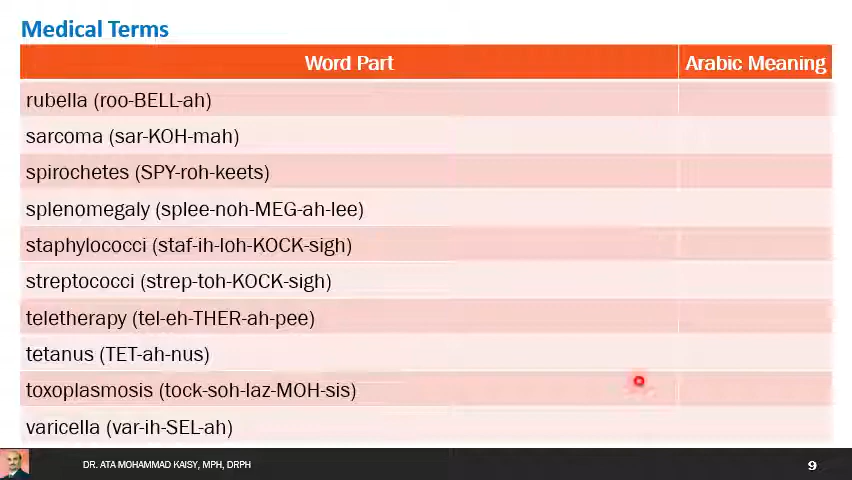 Medical Terms
Word Part Arabic Meaning
rubella (roo-BELL-ah)
sarcoma (sar-KOH-mah)
spirochetes (SPY-roh-keets)
splenomegaly (splee-noh-MEG-ah-lee)
staphylococci (staf-ih-loh-KOCK-sigh)
streptococci (strep-toh-KOCK-sigh)
teletherapy (tel-eh-THER-ah-pee)
tetanus (TET-ah-nus)
toxoplasmosis (tock-soh-laz-MOH-sis)
varicella (var-ih-SEL-ah)
DR. ATA MOHAMMAD KAISY, MPH, DRPH 9